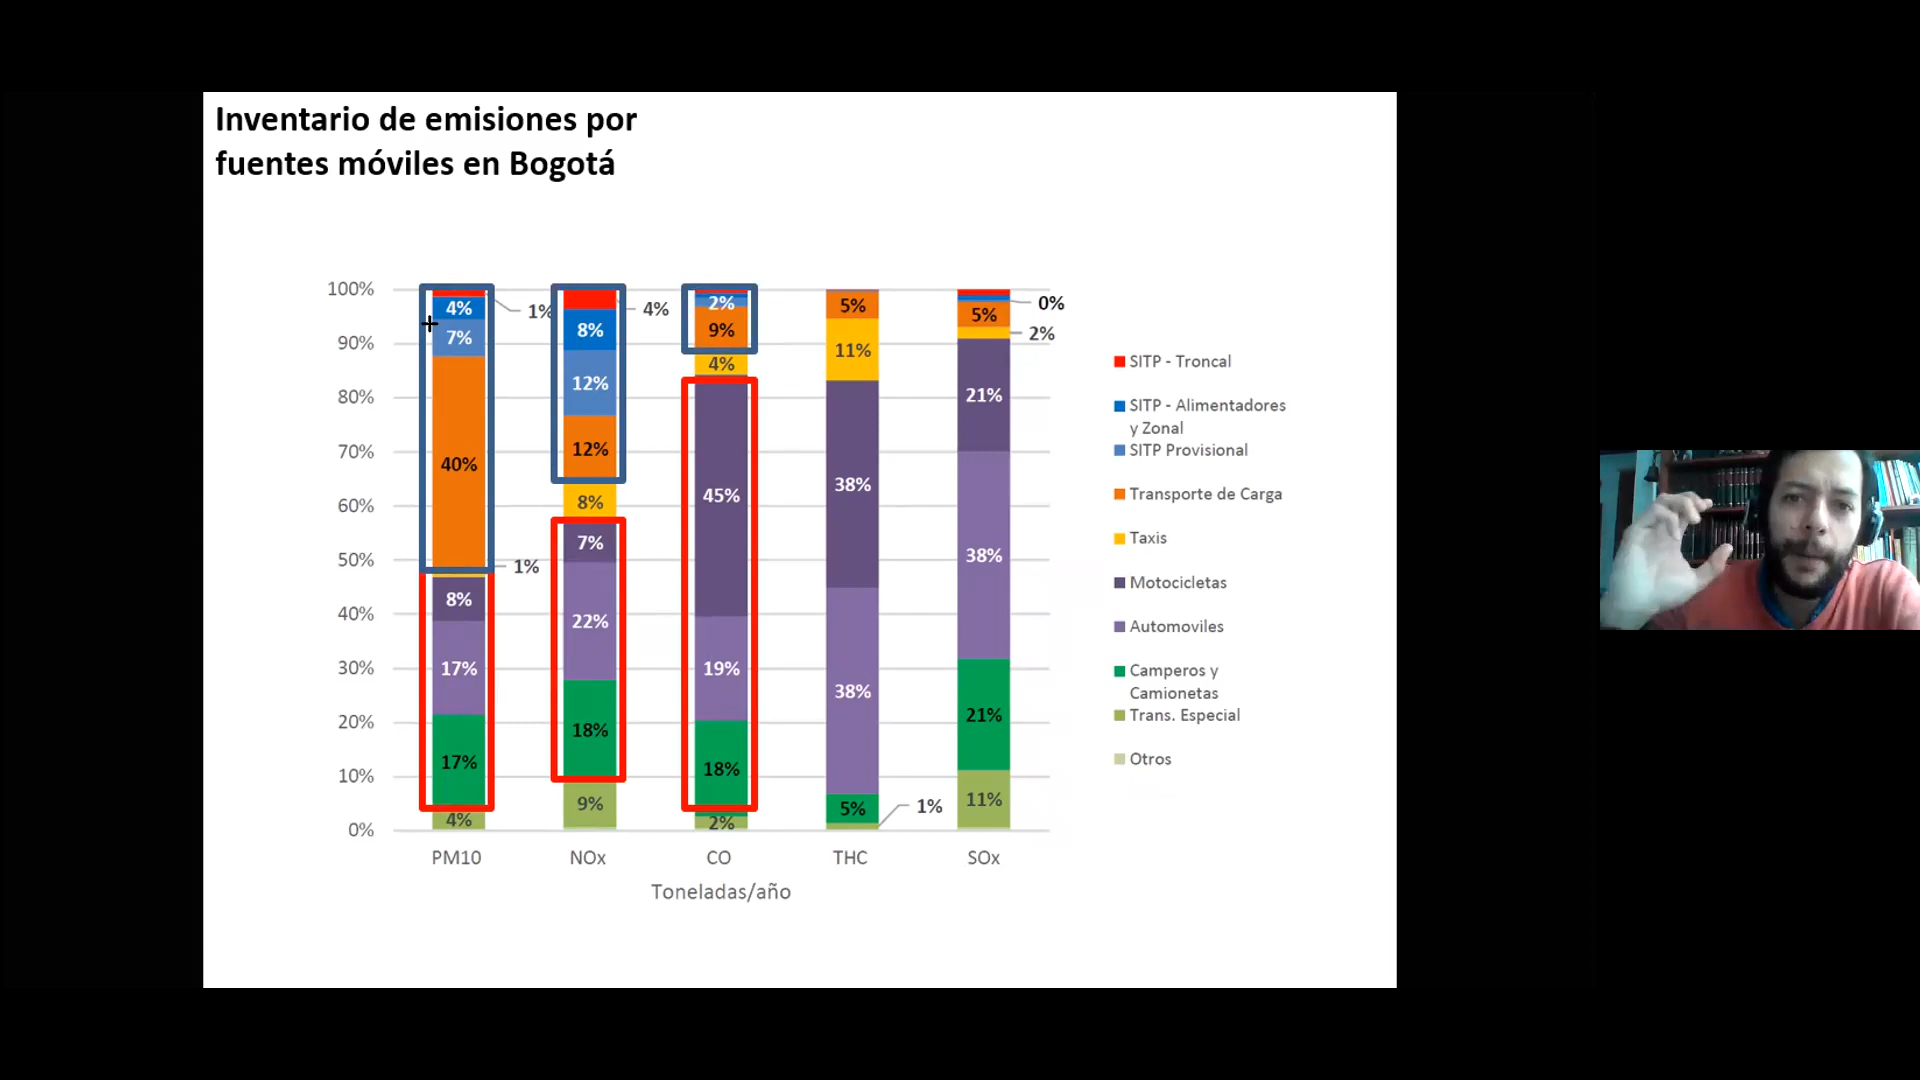 Inventario de emisiones por
fuentes móviles en Bogotá
100%
90%
80%
70%
60%
50%
40%
30%
20%
10%
0%
4%
1%
7%
40%
1%
8%
17%
17%
4%
4%
8%
12%
12%
8%
7%
22%
18%
9%
2%
9%
4%
45%
19%
18%
2%
5%
11%
38%
38%
5%
1%
0%
5%
2%
21%
38%
21%
11%
PM10
NOx
CO
THC
SOx
Toneladas/año
SITP - Troncal
SITP - Alimentadores
y Zonal
SITP Provisional
Transporte de Carga
Taxis
Motocicletas
Automoviles
Camperos y
Camionetas
Trans. Especial
Otros